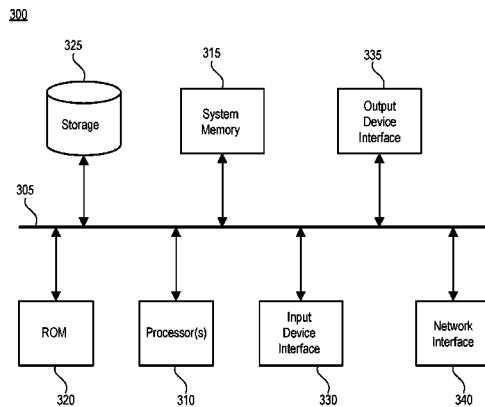 300
325
315
335
Storage
System
Memory
Output
Device
Interface
305
ROM
Processor(s)
Input
Device
Interface
Network
Interface
320
310
330
340